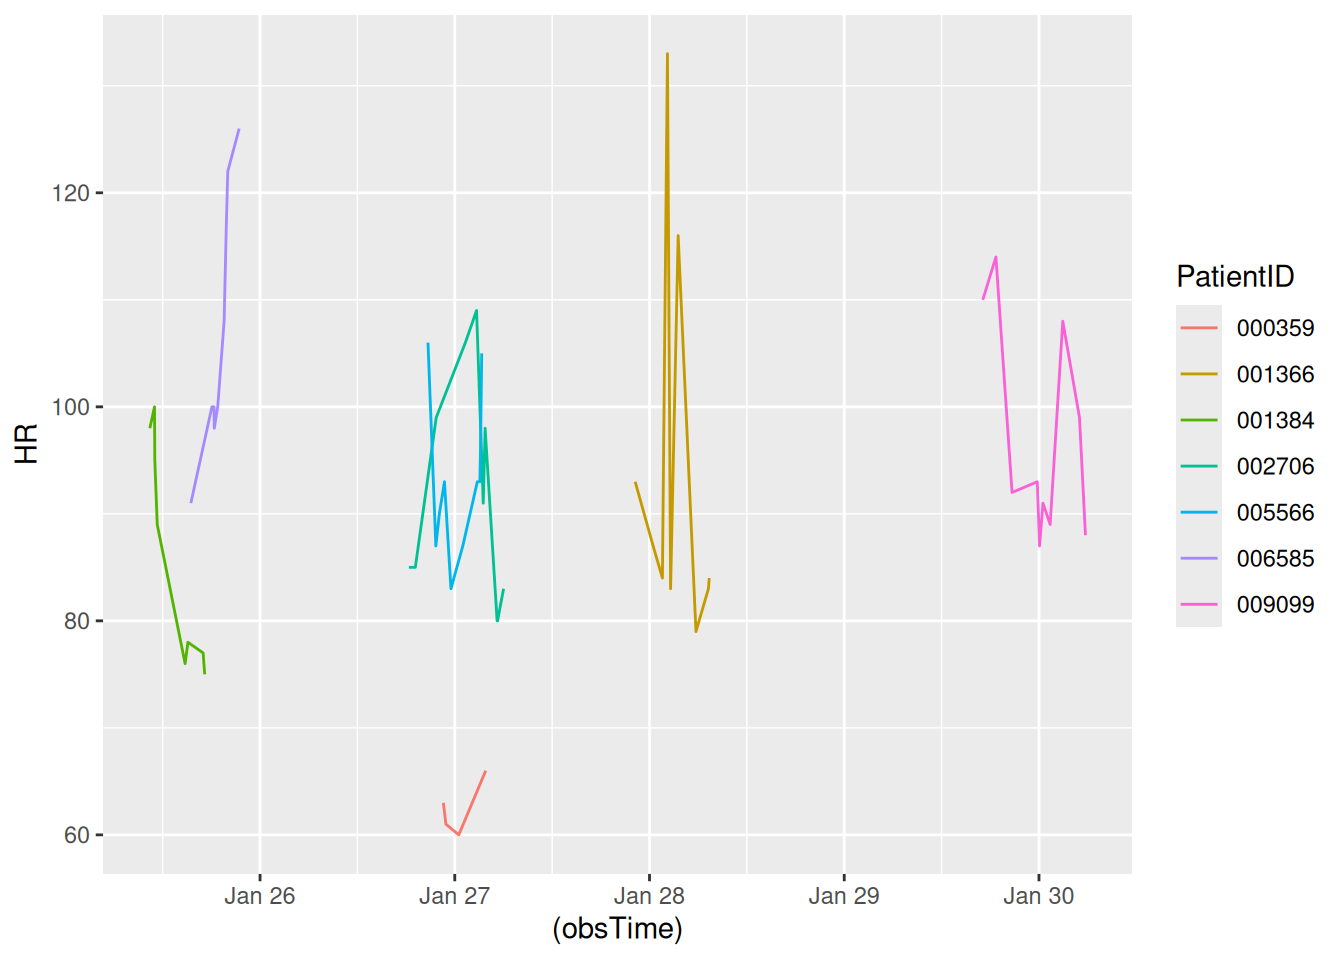 HR
120
100
80
60
Jan 26
Jan 27
Jan 28
Jan 29
Jan 30
(obsTime)
PatientID
000359
001366
001384
002706
005566
006585
009099